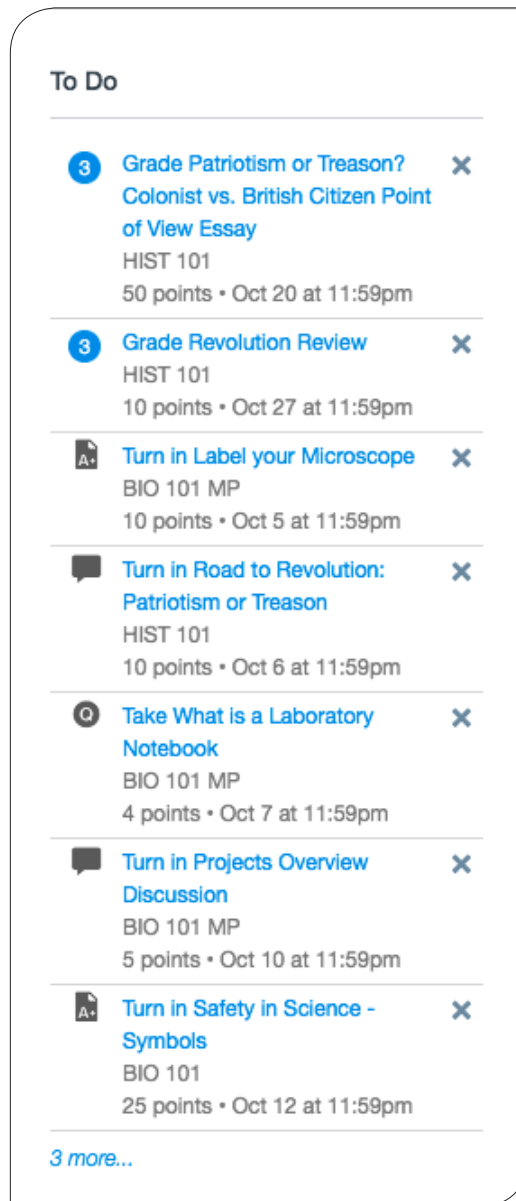 To Do
3 Grade Patriotism or Treason?
Colonist vs. British Citizen Point
of View Essay
HIST 101
50 points • Oct 20 at 11:59pm
3 Grade Revolution Review
HIST 101
10 points • Oct 27 at 11:59pm
A+ Turn in Label your Microscope
BIO 101 MP
10 points • Oct 5 at 11:59pm
Turn in Road to Revolution:
Patriotism or Treason
HIST 101
10 points • Oct 6 at 11:59pm
Q Take What is a Laboratory
Notebook
BIO 101 MP
4 points • Oct 7 at 11:59pm
Turn in Projects Overview
Discussion
BIO 101 MP
5 points • Oct 10 at 11:59pm
A+ Turn in Safety in Science -
Symbols
BIO 101
25 points • Oct 12 at 11:59pm
3 more...